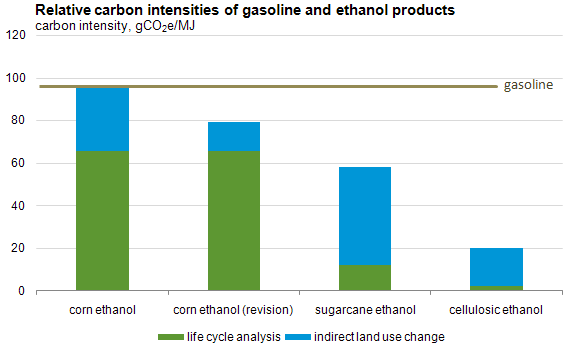 Relative carbon intensities of gasoline and ethanol products
carbon intensity, gCO₂e/MJ
120
100
80
60
40
20
0
gasoline
corn ethanol
corn ethanol (revision)
sugarcane ethanol
cellulosic ethanol
life cycle analysis
indirect land use change